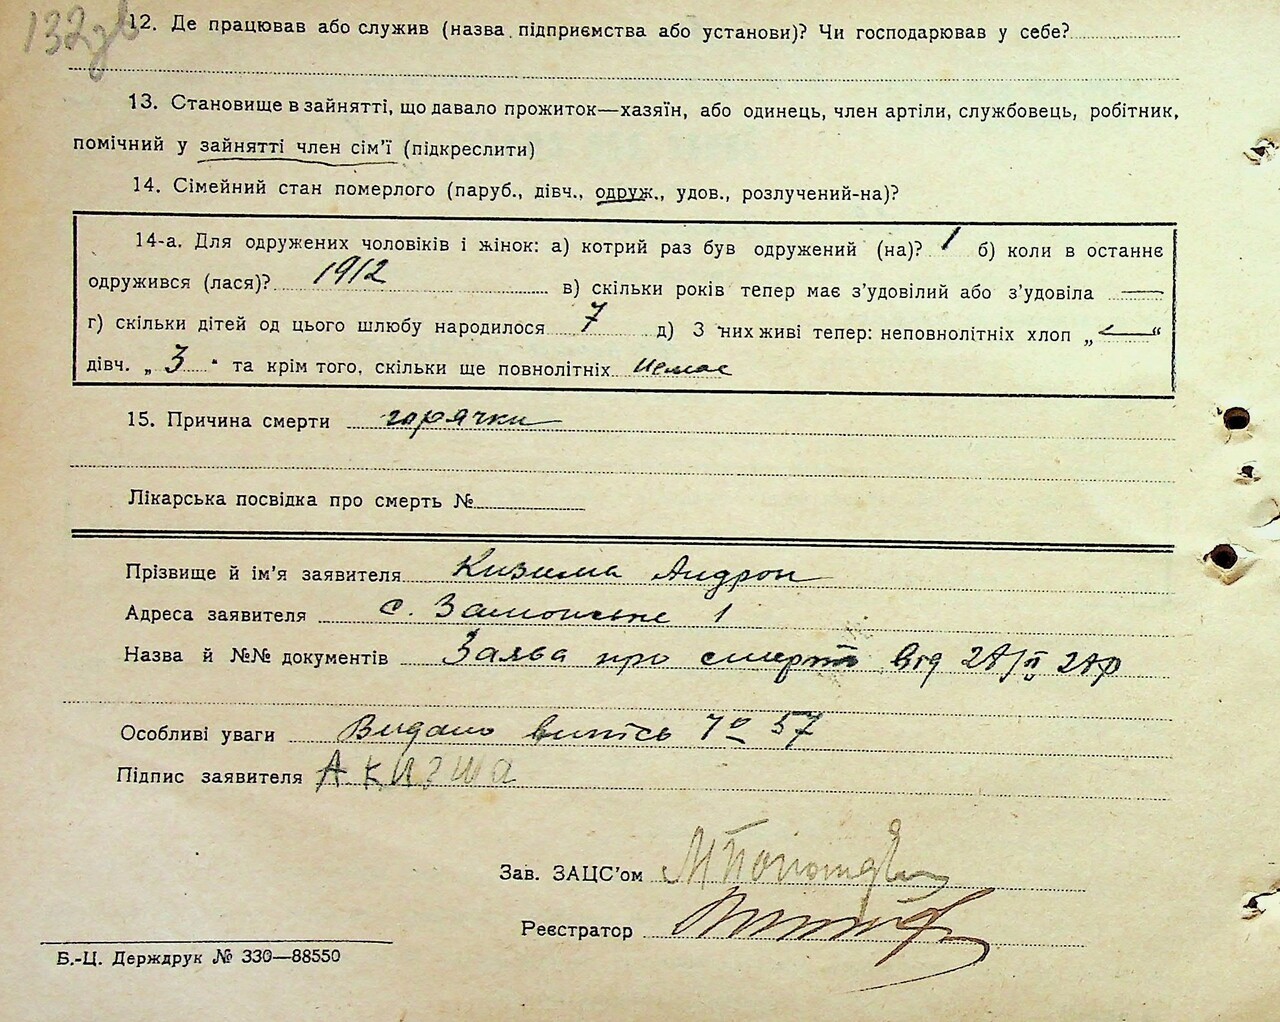 132зв
12. Де працював або служив (назва підприємства або установи)? Чи господарював у себе?
13. Становище в зайнятті, що давало прожиток—хазяїн, або одинець, член артіли, службовець, робітник,
помічний у зайнятті член сім'ї (підкреслити)
14. Сімейний стан померлого (паруб., дівч., одруж., удов., розлучений-на)?
14-а. Для одружених чоловіків і жінок: а) котрий раз був одружений (на)? 1 б) коли в останнє
одружився (лася)? 1912 в) скільки років тепер має з'удовілий або з'удовіла —
г) скільки дітей од цього шлюбу народилося 7 д) З них живі тепер: неповнолітніх хлоп „—“
дівч. „ 3 " та крім того, скільки ще повнолітніх немає
15. Причина смерти горячки
Лікарська посвідка про смерть №
Прізвище й ім'я заявителя Кизима Андрон
Адреса заявителя с. 1
Назва й №№ документів Заява про смерть від
Особливі уваги Видано витісь № 57
Підпис заявителя А Кизима
Зав. ЗАЦС'ом
Реєстратор
Б.-Ц. Держдрук № 330—88550